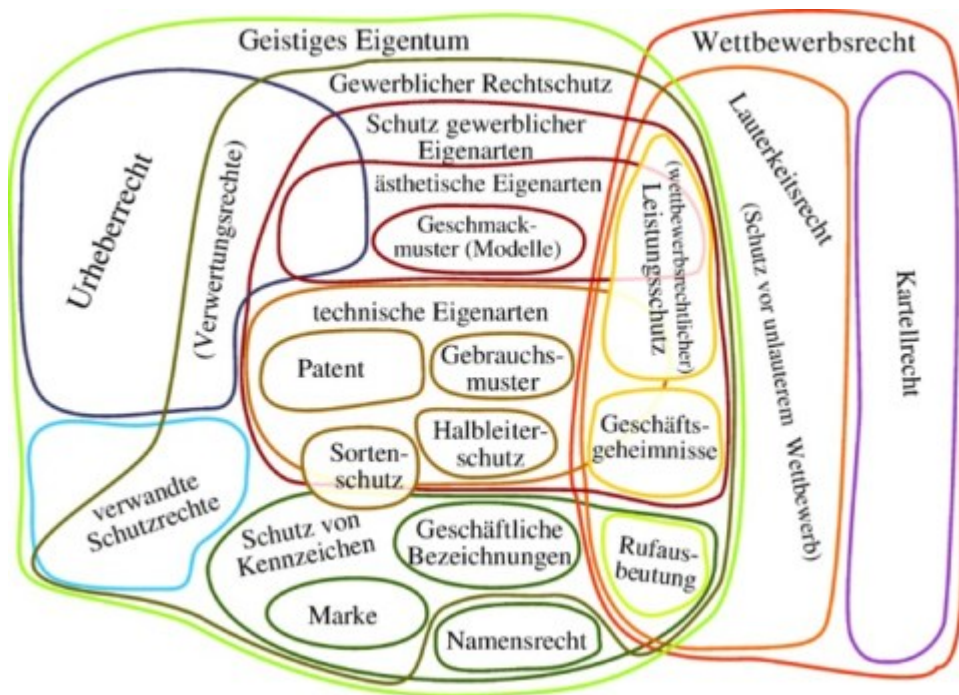 Geistiges Eigentum
Wettbewerbsrecht
Gewerblicher Rechtschutz
Schutz gewerblicher
Eigenarten
ästhetische Eigenarten
Geschmack-
muster (Modelle)
Urheberrecht
(Verwertungsrechte)
(wettbewerbsrechtlicher)
Leistungsschutz
Lauterkeitsrecht
(Schutz vor unlauterem Wettbewerb)
Kartellrecht
technische Eigenarten
Patent
Gebrauchs-
muster
Halbleiter-
schutz
Sorten-
schutz
Geschäfts-
geheimnisse
verwandte
Schutzrechte
Schutz von
Kennzeichen
Geschäftliche
Bezeichnungen
Rufaus-
beutung
Marke
Namensrecht